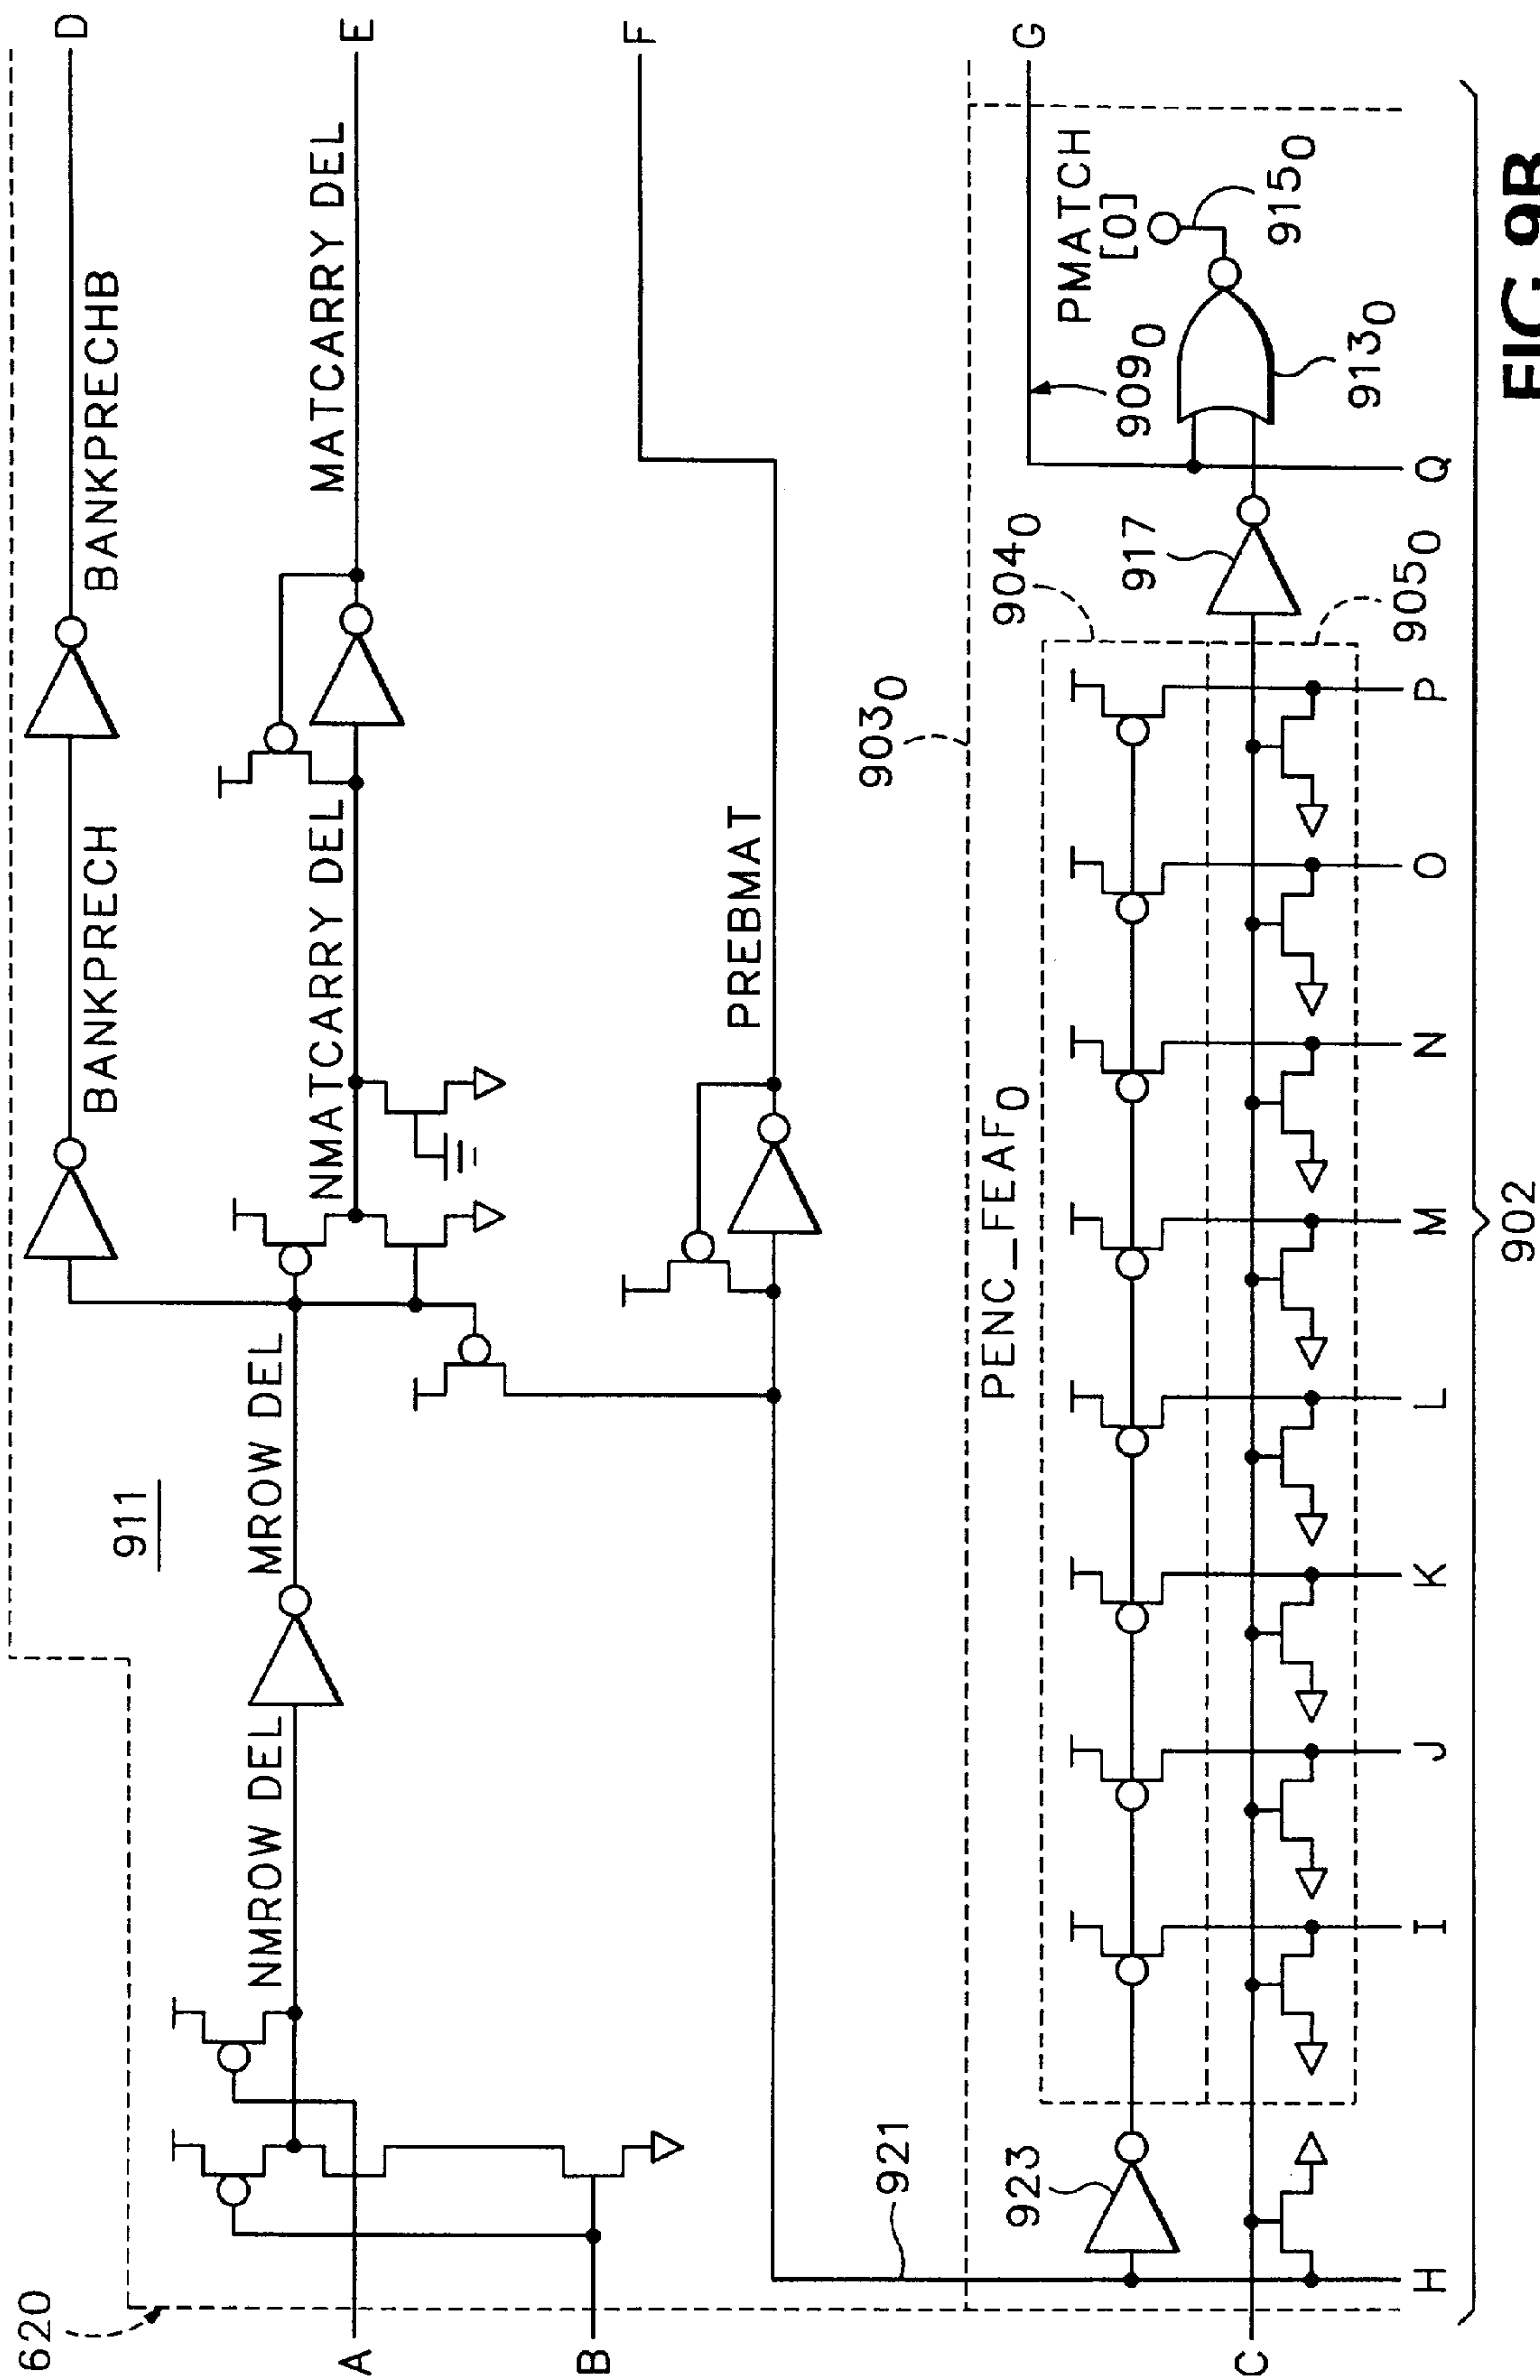 620
911
D
BANKPRECH
BANKPRECHB
A
NMROW DEL
MROW DEL
NMATCARRY DEL
MATCARRY DEL
E
B
PREBMAT
F
921
903₀
923
PENC_FEAF₀
904₀
917
905₀
909₀
PMATCH
[0]
915₀
913₀
G
C
H
I
J
K
L
M
N
O
P
Q
902
FIG.9B